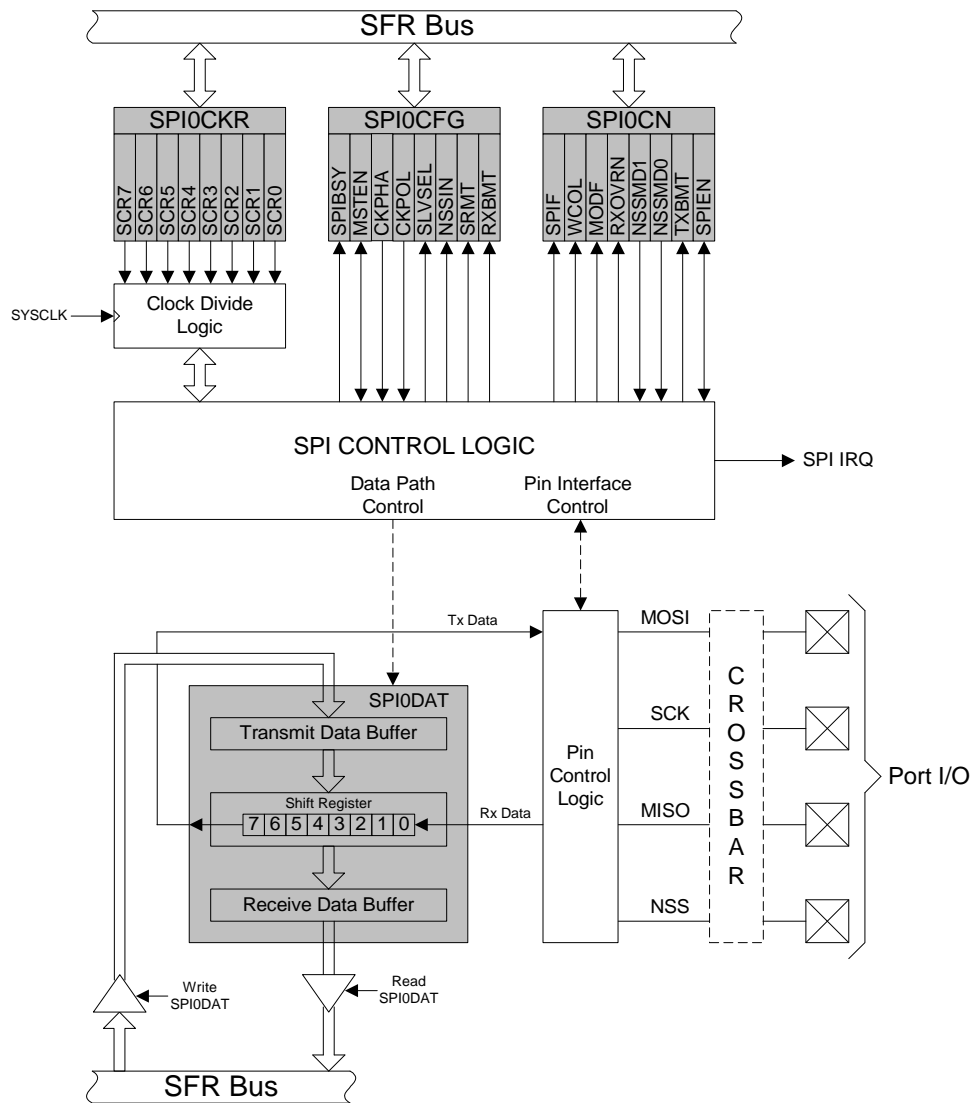 SFR Bus
SPI0CKR
SPI0CFG
SPI0CN
SCR7
SCR6
SCR5
SCR4
SCR3
SCR2
SCR1
SCR0
SPIBSY
MSTEN
CKPHA
CKPOL
SLVSEL
NSSIN
SRMT
RXBMT
SPIF
WCOL
MODF
RXOVRN
NSSMD1
NSSMD0
TXBMT
SPIEN
SYSCLK
Clock Divide
Logic
SPI CONTROL LOGIC
SPI IRQ
Data Path
Control
Pin Interface
Control
Tx Data
MOSI
SPI0DAT
Transmit Data Buffer
SCK
Shift Register
7 6 5 4 3 2 1 0
Rx Data
Pin
Control
Logic
MISO
Receive Data Buffer
NSS
C
R
O
S
S
B
A
R
Port I/O
Write
SPI0DAT
Read
SPI0DAT
SFR Bus